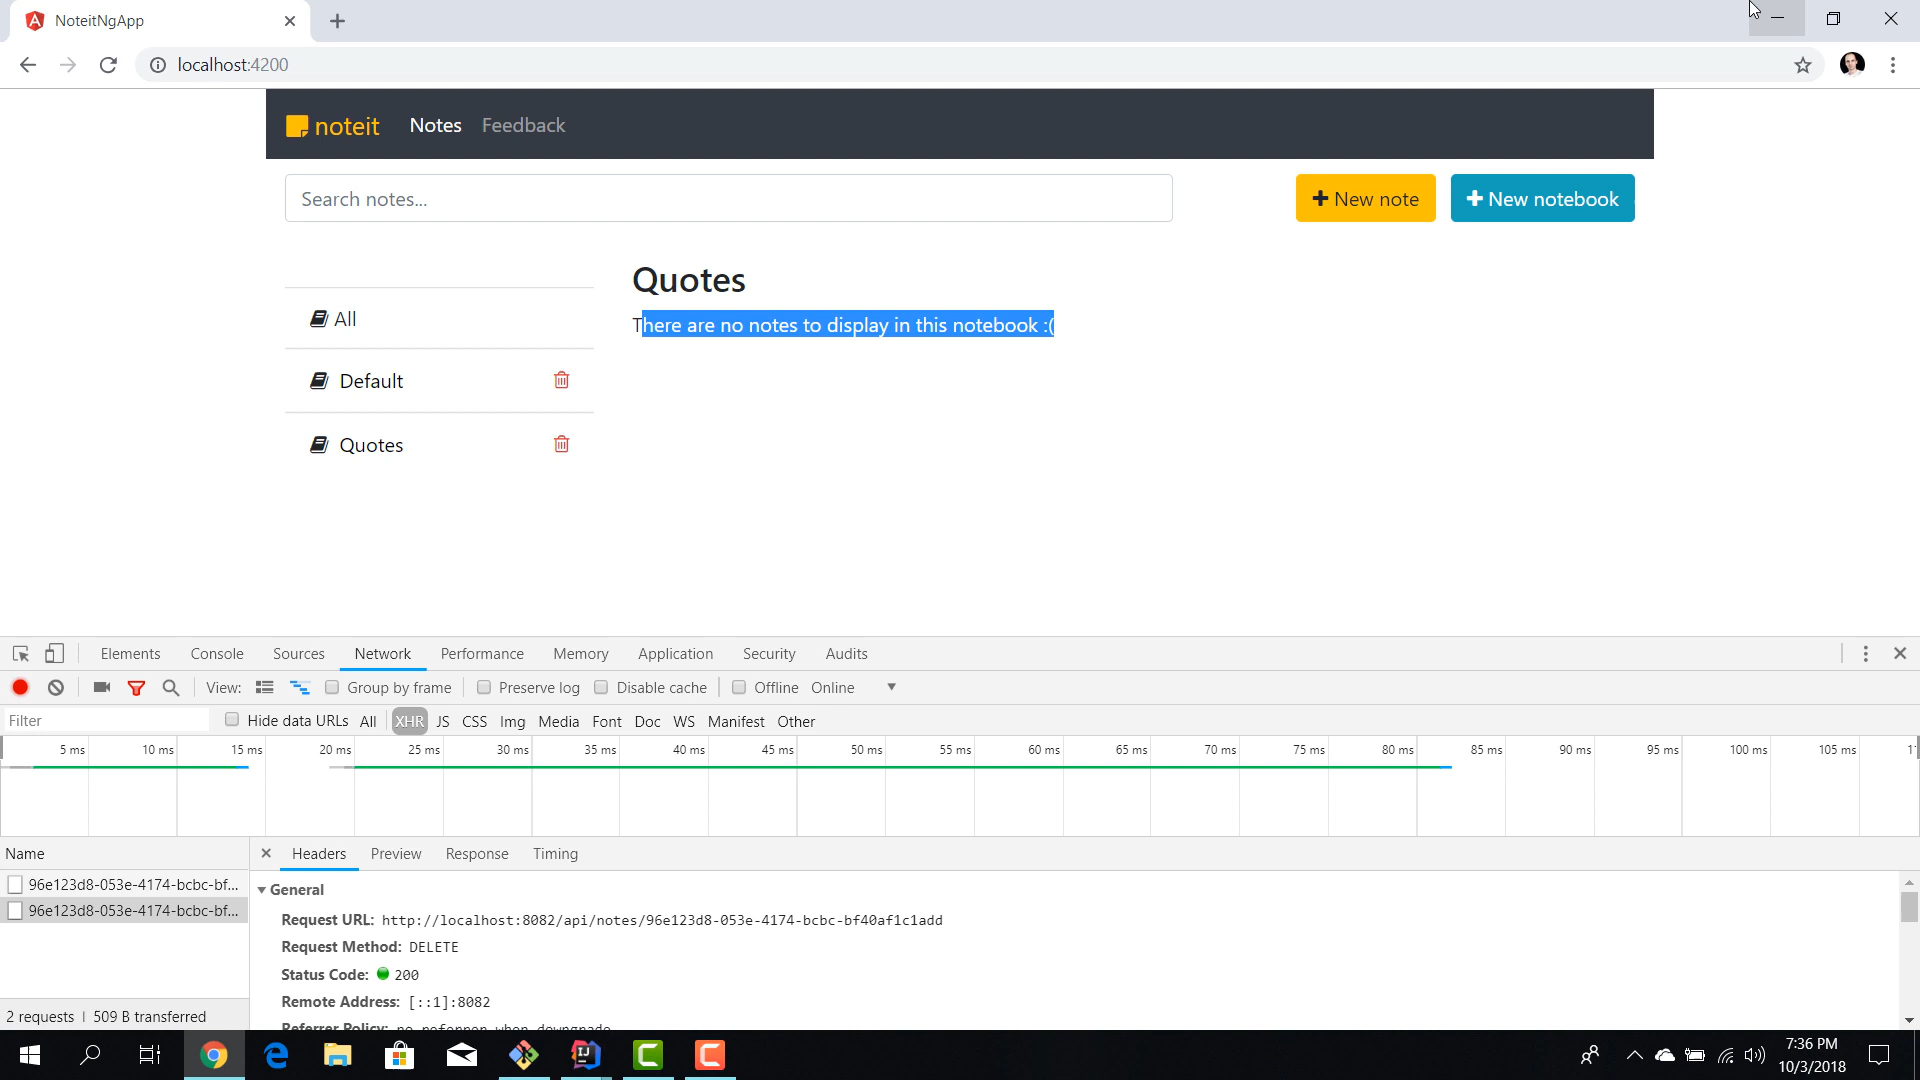 NoteitNgApp
localhost:4200
noteit Notes Feedback
Search notes...
New note
New notebook
Quotes
There are no notes to display in this notebook :(
All
Default
Quotes
Elements Console Sources Network Performance Memory Application Security Audits
View: Group by frame Preserve log Disable cache Offline Online
Filter Hide data URLs All XHR JS CSS Img Media Font Doc WS Manifest Other
5 ms 10 ms 15 ms 20 ms 25 ms 30 ms 35 ms 40 ms 45 ms 50 ms 55 ms 60 ms 65 ms 70 ms 75 ms 80 ms 85 ms 90 ms 95 ms 100 ms 105 ms
Name
Headers Preview Response Timing
96e123d8-053e-4174-bcbc-bf...
96e123d8-053e-4174-bcbc-bf...
General
Request URL: http://localhost:8082/api/notes/96e123d8-053e-4174-bcbc-bf40af1c1add
Request Method: DELETE
Status Code: 200
Remote Address: [::1]:8082
Referrer Policy: no-referrer-when-downgrade
2 requests | 509 B transferred
7:36 PM
10/3/2018